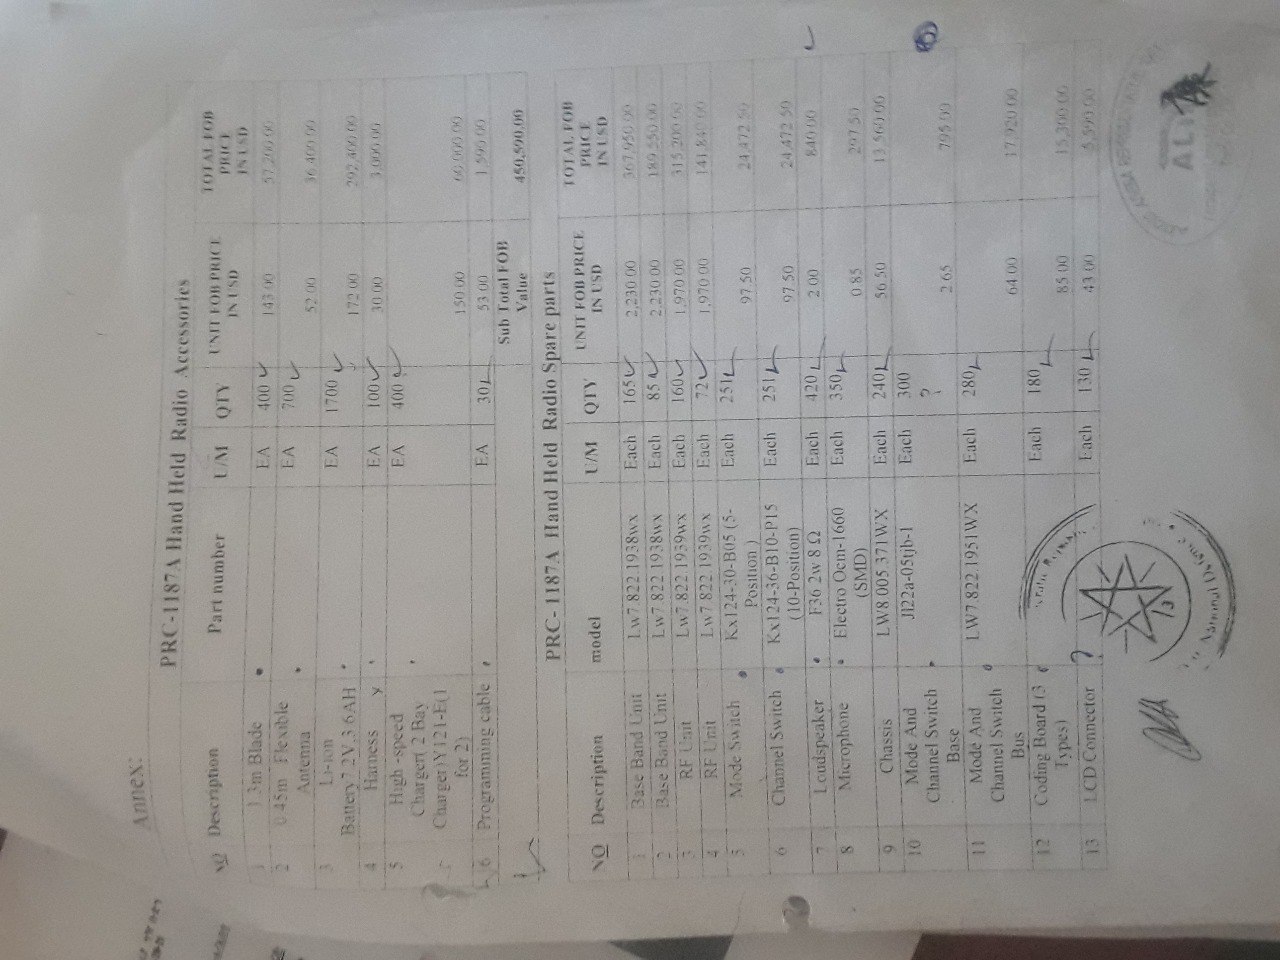 Annex:
PRC-1187A Hand Held Radio Accessories
NO Description Part number U/M QTY UNIT FOB PRICE IN USD TOTAL FOB PRICE IN USD
1 1.3m Blade EA 400 143.00 57,200.00
2 0.45m Flexible Antenna EA 700 52.00 36,400.00
3 Li-ion Battery7.2V,3.6AH EA 1700 172.00 292,400.00
4 Harness EA 100 30.00 3,000.00
5 High -speed Charger( 2 Bay Charger)Y121-E(1 for 2) EA 400 150.00 60,000.00
6 Programming cable EA 30 53.00 1,590.00
Sub Total FOB Value 450,590.00
PRC-1187A Hand Held Radio Spare parts
NO Description model U/M QTY UNIT FOB PRICE IN USD TOTAL FOB PRICE IN USD
1 Base Band Unit Lw7 822 1938wx Each 165 2,230.00 367,950.00
2 Base Band Unit Lw7 822 1938wx Each 85 2,230.00 189,550.00
3 RF Unit Lw7 822 1939wx Each 160 1,970.00 315,200.00
4 RF Unit Lw7 822 1939wx Each 72 1,970.00 141,840.00
5 Mode Switch Kx124-30-B05 (5-Position ) Each 251 97.50 24,472.50
6 Channel Switch Kx124-36-B10-P15 (10-Position) Each 251 97.50 24,472.50
7 Loudspeaker F36 2w 8 Ω Each 420 2.00 840.00
8 Microphone Electro Ocm-1660 (SMD) Each 350 0.85 297.50
9 Chassis LW8 005 371WX Each 240 56.50 13,560.00
10 Mode And Channel Switch Base Jl22a-05tjb-1 Each 300 ? 2.65 795.00
11 Mode And Channel Switch Bus LW7 822 1951WX Each 280 64.00 17,920.00
12 Coding Board (3 Types) Each 180 85.00 15,300.00
13 LCD Connector ? Each 130 43.00 5,590.00
National Defence
ALI